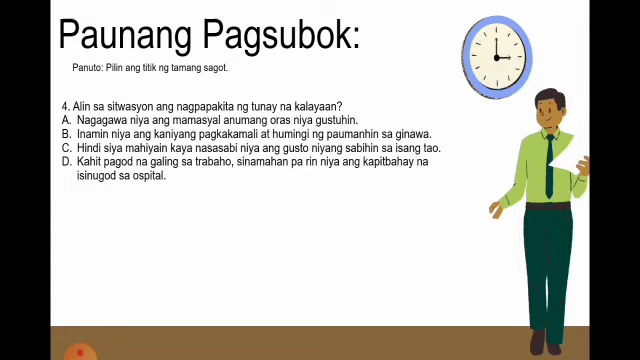 Paunang Pagsubok:
Panuto: Pilin ang titik ng tamang sagot.
4. Alin sa sitwasyon ang nagpapakita ng tunay na kalayaan?
A. Nagagawa niya ang mamasyal anumang oras niya gustuhin.
B. Inamin niya ang kaniyang pagkakamali at humingi ng paumanhin sa ginawa.
C. Hindi siya mahiyain kaya nasasabi niya ang gusto niyang sabihin sa isang tao.
D. Kahit pagod na galing sa trabaho, sinamahan pa rin niya ang kapitbahay na
isinugod sa ospital.